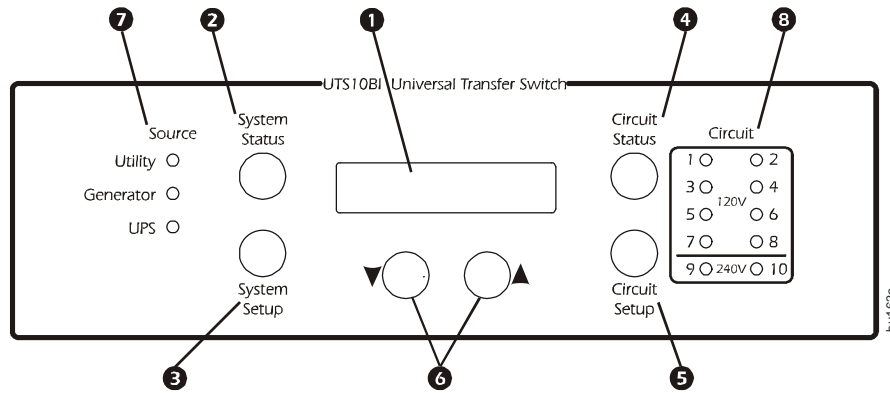 7 2 1 4 8
UTS10BI Universal Transfer Switch
Source
Utility
Generator
UPS
System
Status
System
Setup
▼ ▲
Circuit
Status
Circuit
Setup
Circuit
1 2
3 4
120V
5 6
7 8
9 240V 10
3 6 5